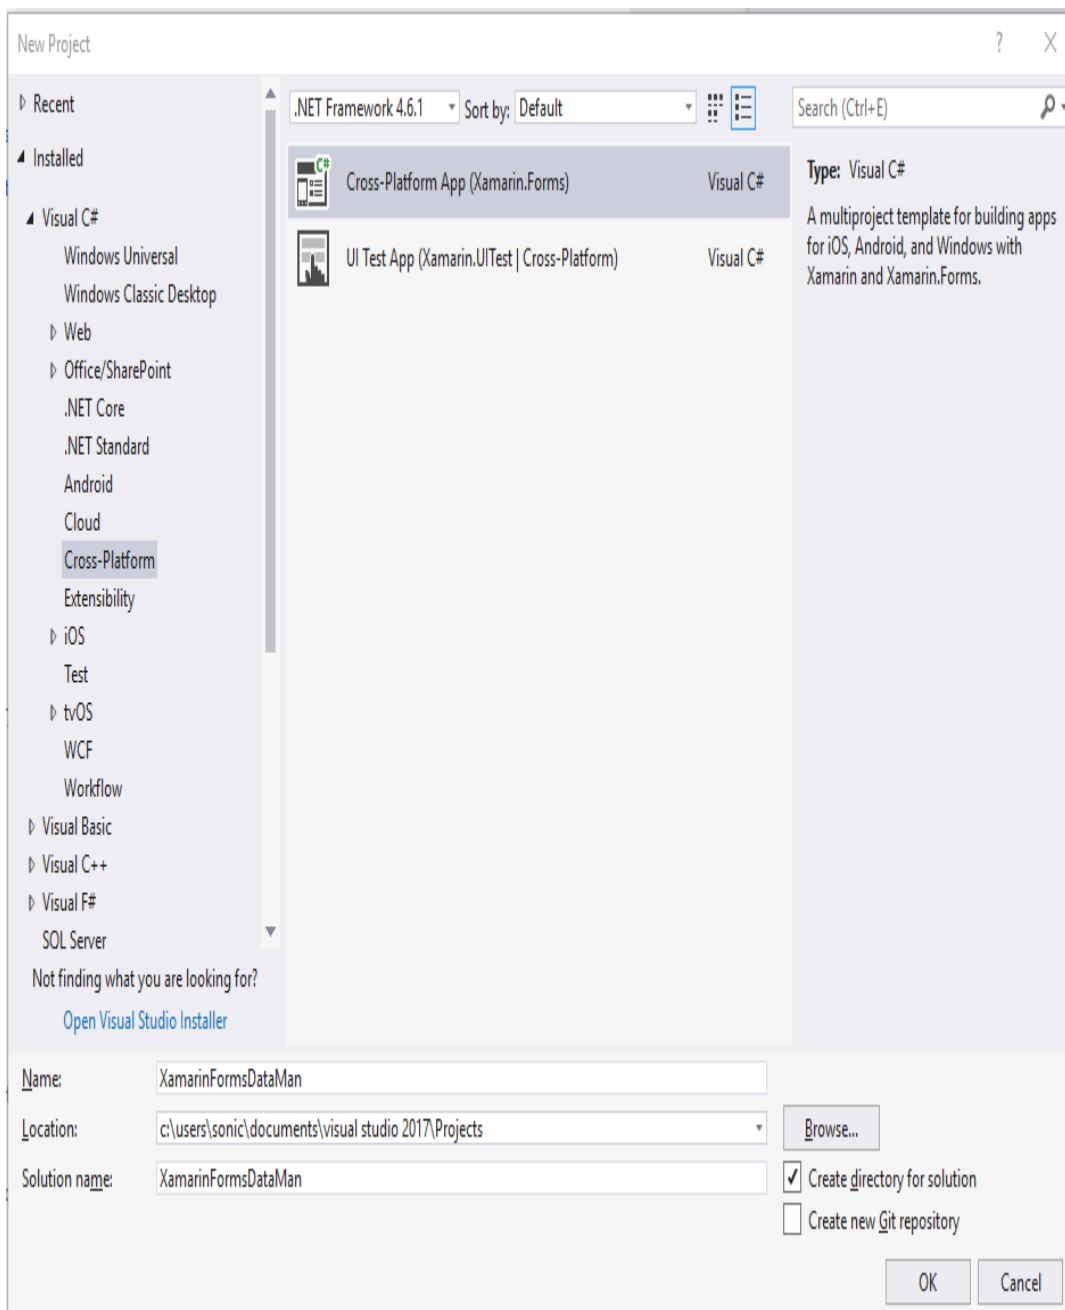 New Project
?
Recent
Installed
Visual C#
Windows Universal
Windows Classic Desktop
Web
Office/SharePoint
.NET Core
.NET Standard
Android
Cloud
Cross-Platform
Extensibility
iOS
Test
tvOS
WCF
Workflow
Visual Basic
Visual C++
Visual F#
SQL Server
Not finding what you are looking for?
Open Visual Studio Installer
.NET Framework 4.6.1
Sort by: Default
Cross-Platform App (Xamarin.Forms) Visual C#
UI Test App (Xamarin.UITest | Cross-Platform) Visual C#
Search (Ctrl+E)
Type: Visual C#
A multiproject template for building apps
for iOS, Android, and Windows with
Xamarin and Xamarin.Forms.
Name: XamarinFormsDataMan
Location: c:\users\sonic\documents\visual studio 2017\Projects
Browse...
Solution name: XamarinFormsDataMan
Create directory for solution
Create new Git repository
OK Cancel